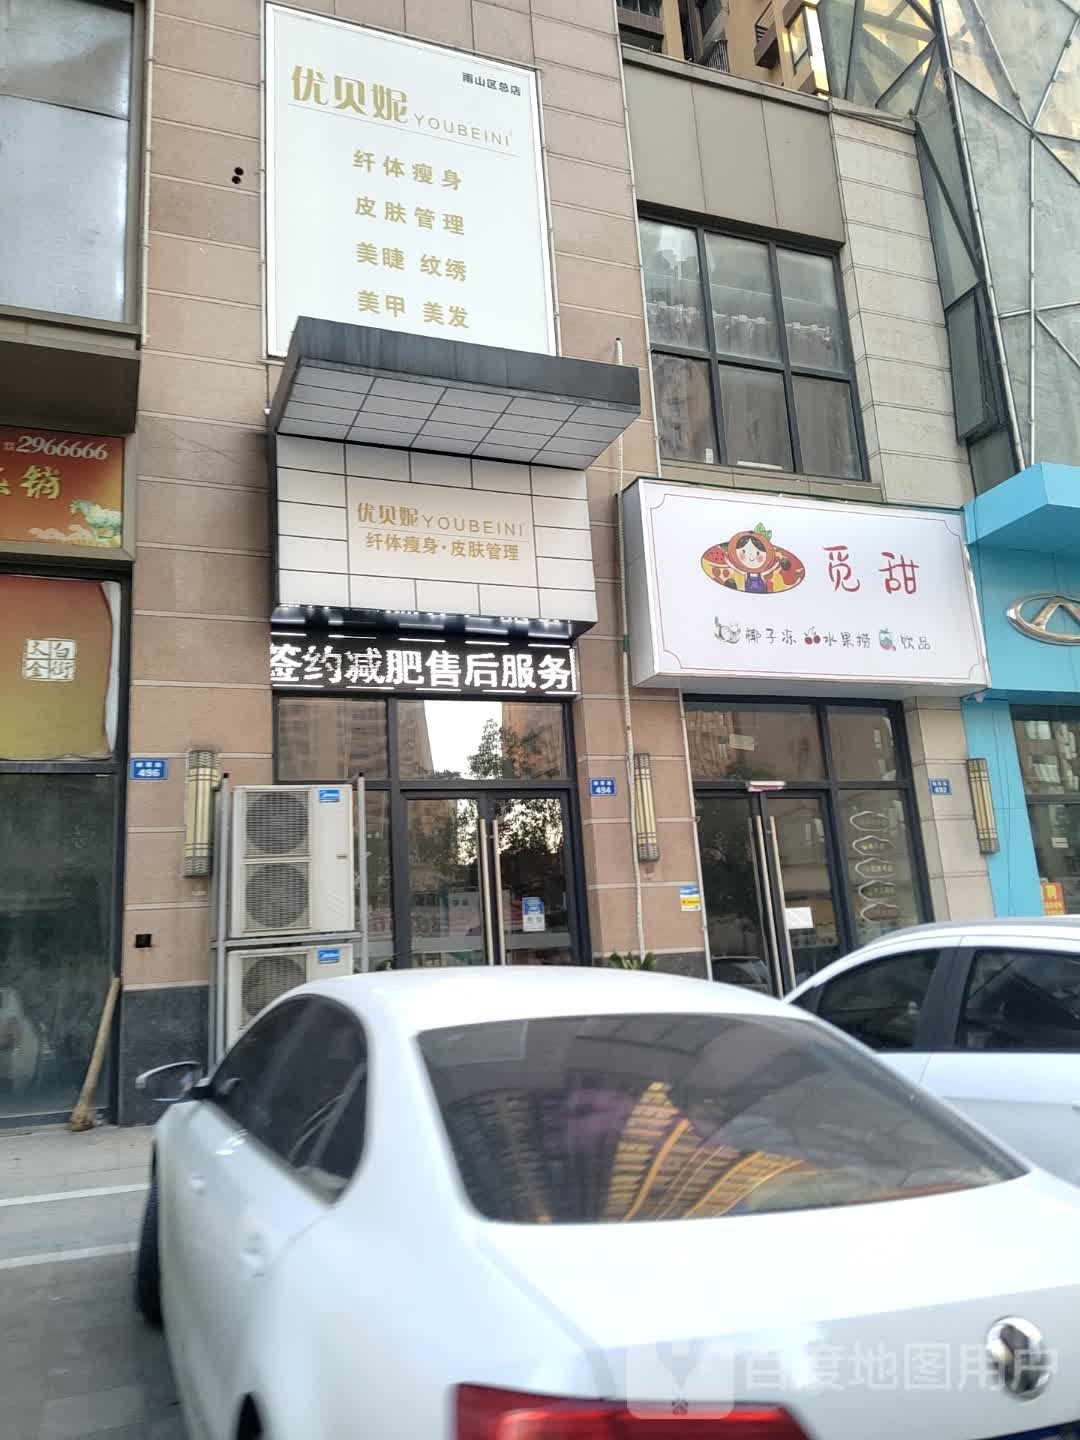 雨山区总店
优贝妮 YOUBEINI
纤体瘦身
皮肤管理
美睫 纹绣
美甲 美发
2966666
销
优贝妮YOUBEINI
纤体瘦身·皮肤管理
签约减肥售后服务
觅甜
椰子冻 水果捞 饮品
496
494
492
Midea
百度地图用户